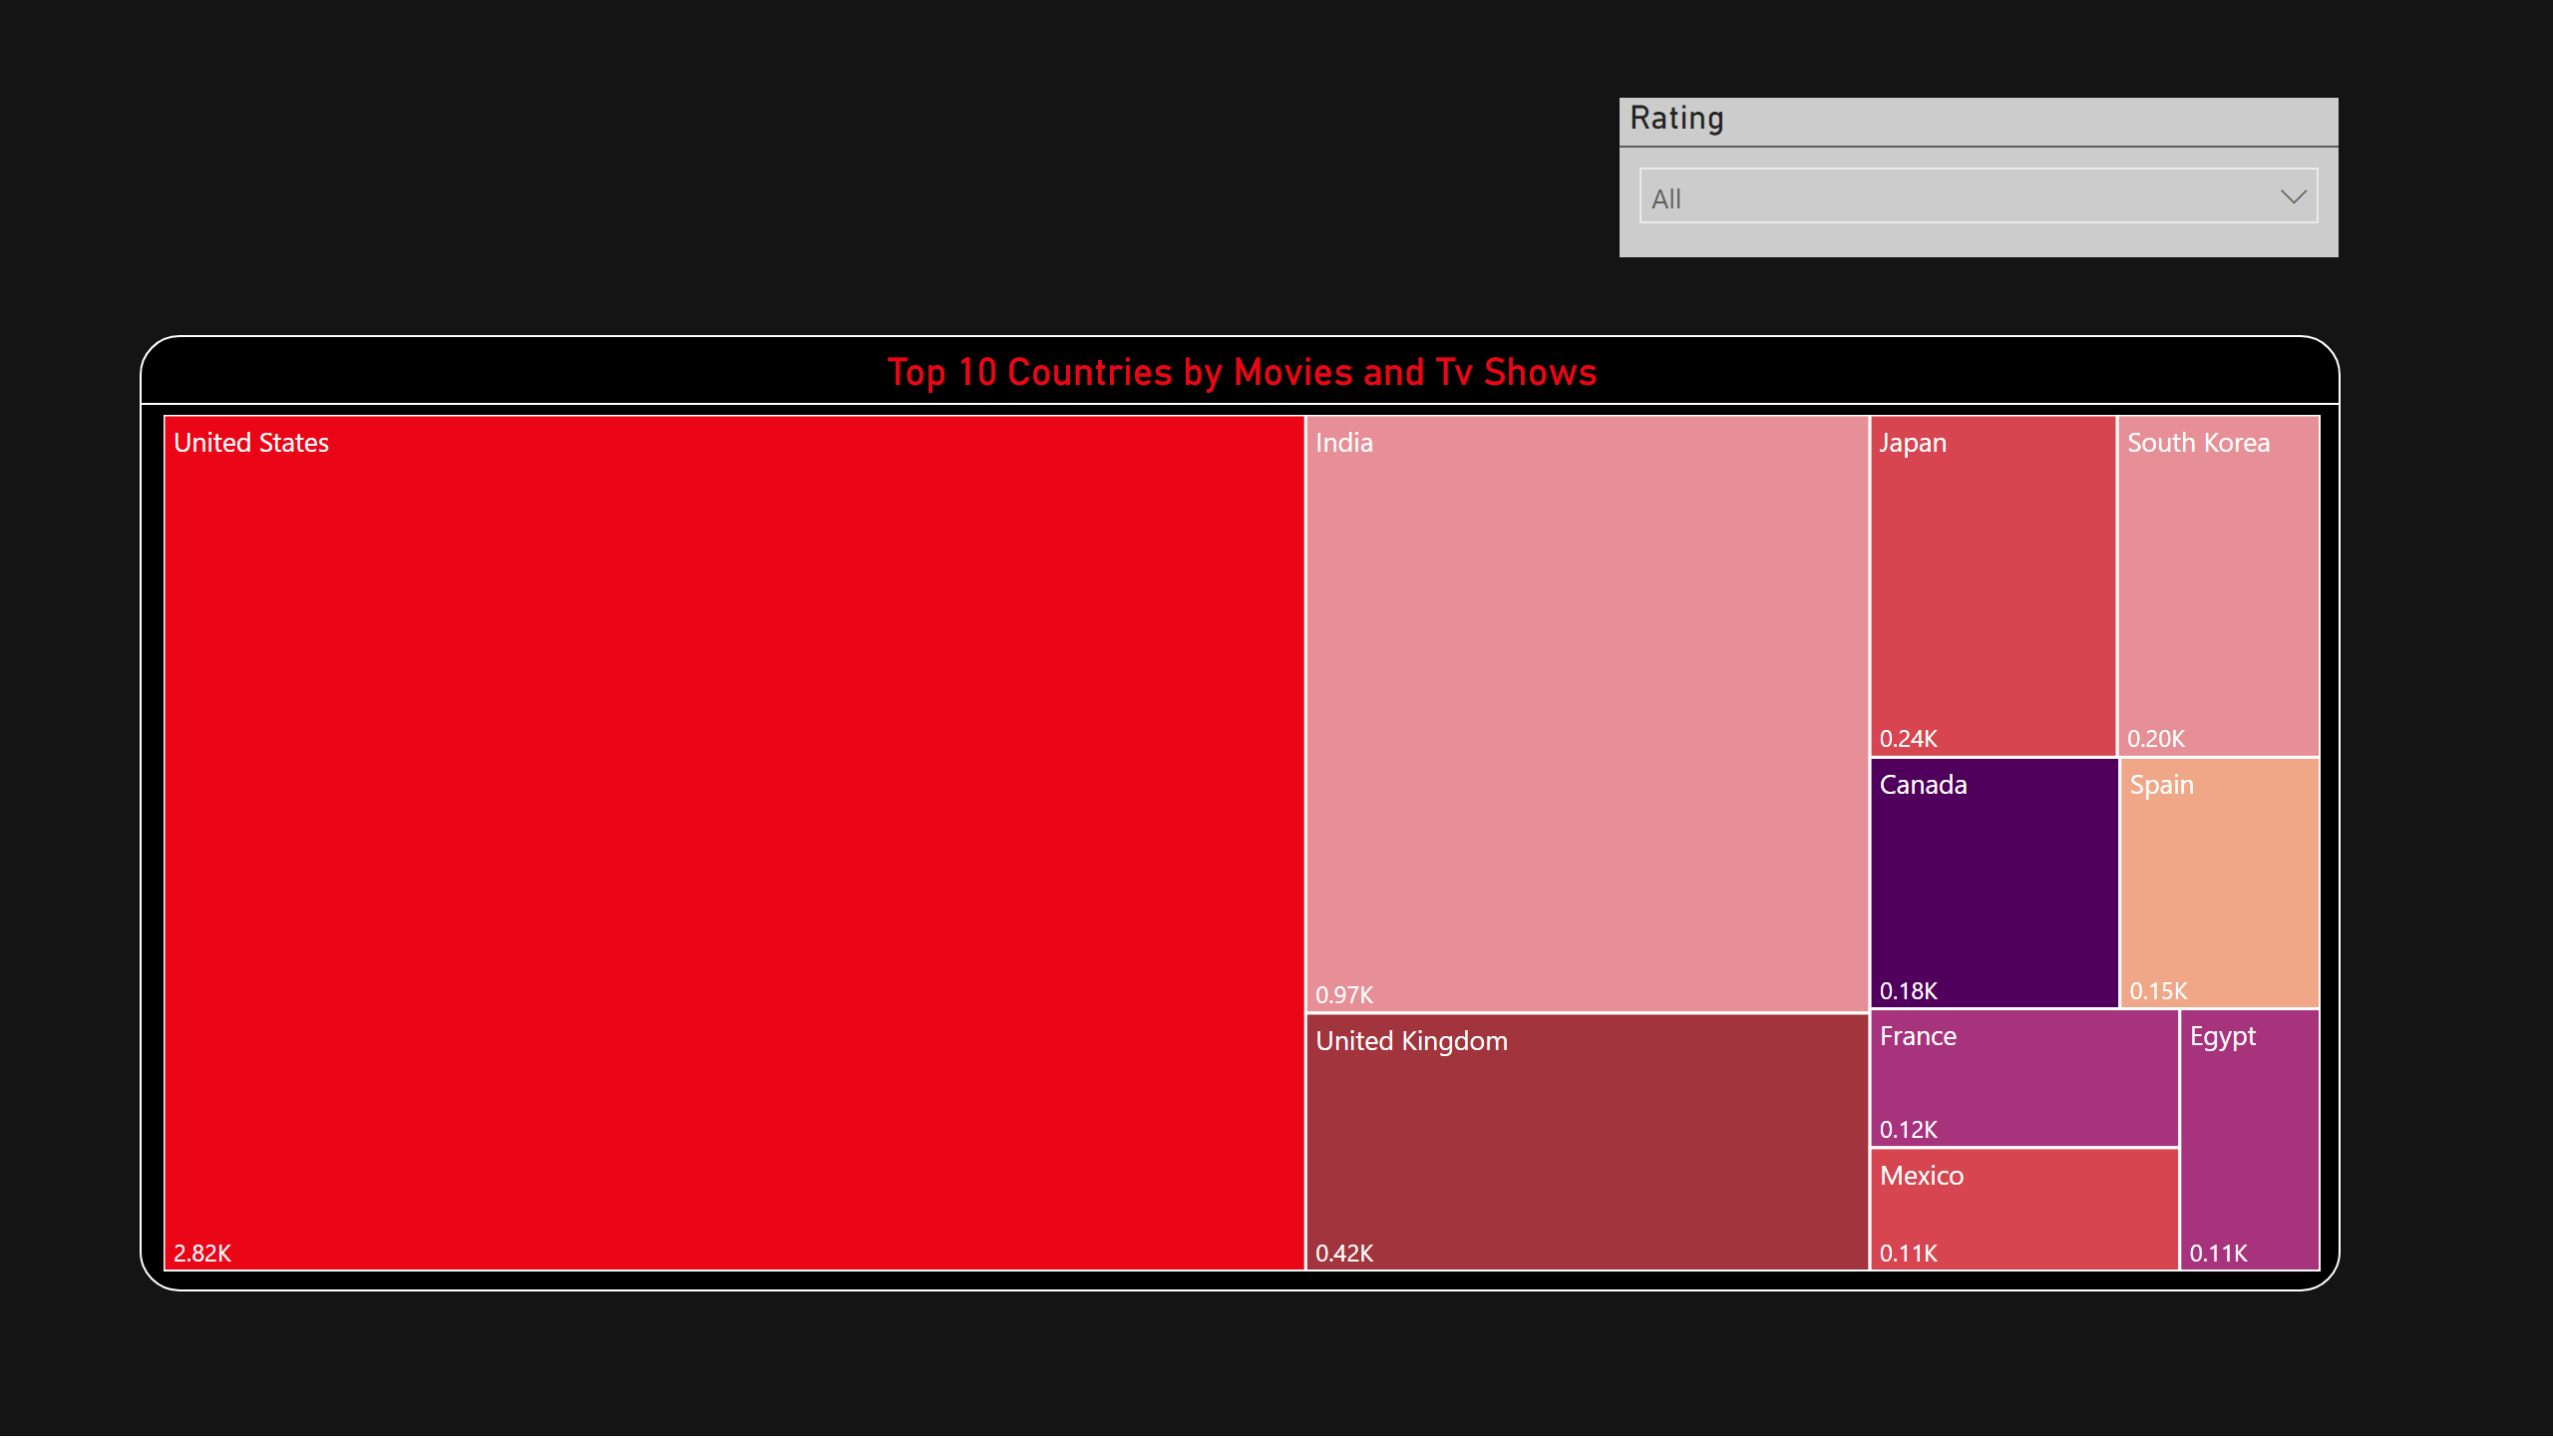 Rating
All
Top 10 Countries by Movies and Tv Shows
United States
2.82K
India
0.97K
United Kingdom
0.42K
Japan
0.24K
South Korea
0.20K
Canada
0.18K
Spain
0.15K
France
0.12K
Mexico
0.11K
Egypt
0.11K